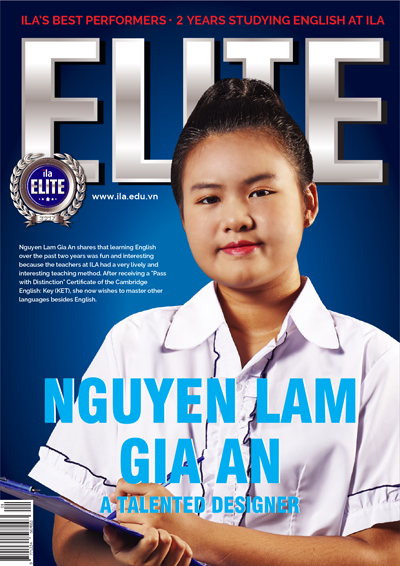 ILA'S BEST PERFORMERS • 2 YEARS STUDYING ENGLISH AT ILA
ELITE
ila
ELITE
www.ila.edu.vn
Nguyen Lam Gia An shares that learning English
over the past two years was fun and interesting
because the teachers at ILA had a very lively and
interesting teaching method. After receiving a "Pass
with Distinction" Certificate of the Cambridge
English: Key (KET), she now wishes to master other
languages besides English.
NGUYEN LAM
GIA AN
A TALENTED DESIGNER